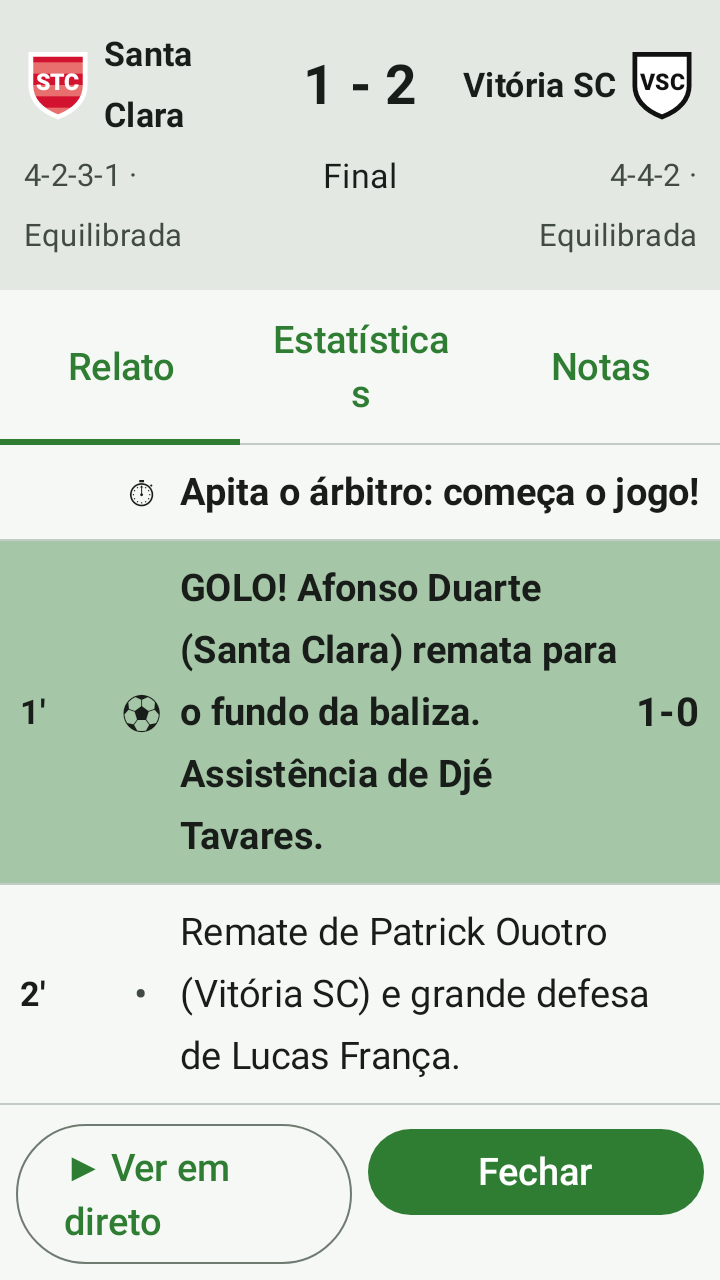 STC
Santa
Clara
1 - 2
Vitória SC
VSC
4-2-3-1 ·
Equilibrada
Final
4-4-2 ·
Equilibrada
Relato
Estatística
s
Notas
Apita o árbitro: começa o jogo!
1'
GOLO! Afonso Duarte
(Santa Clara) remata para
o fundo da baliza.
Assistência de Djé
Tavares.
1-0
2'
Remate de Patrick Ouotro
(Vitória SC) e grande defesa
de Lucas França.
► Ver em
direto
Fechar